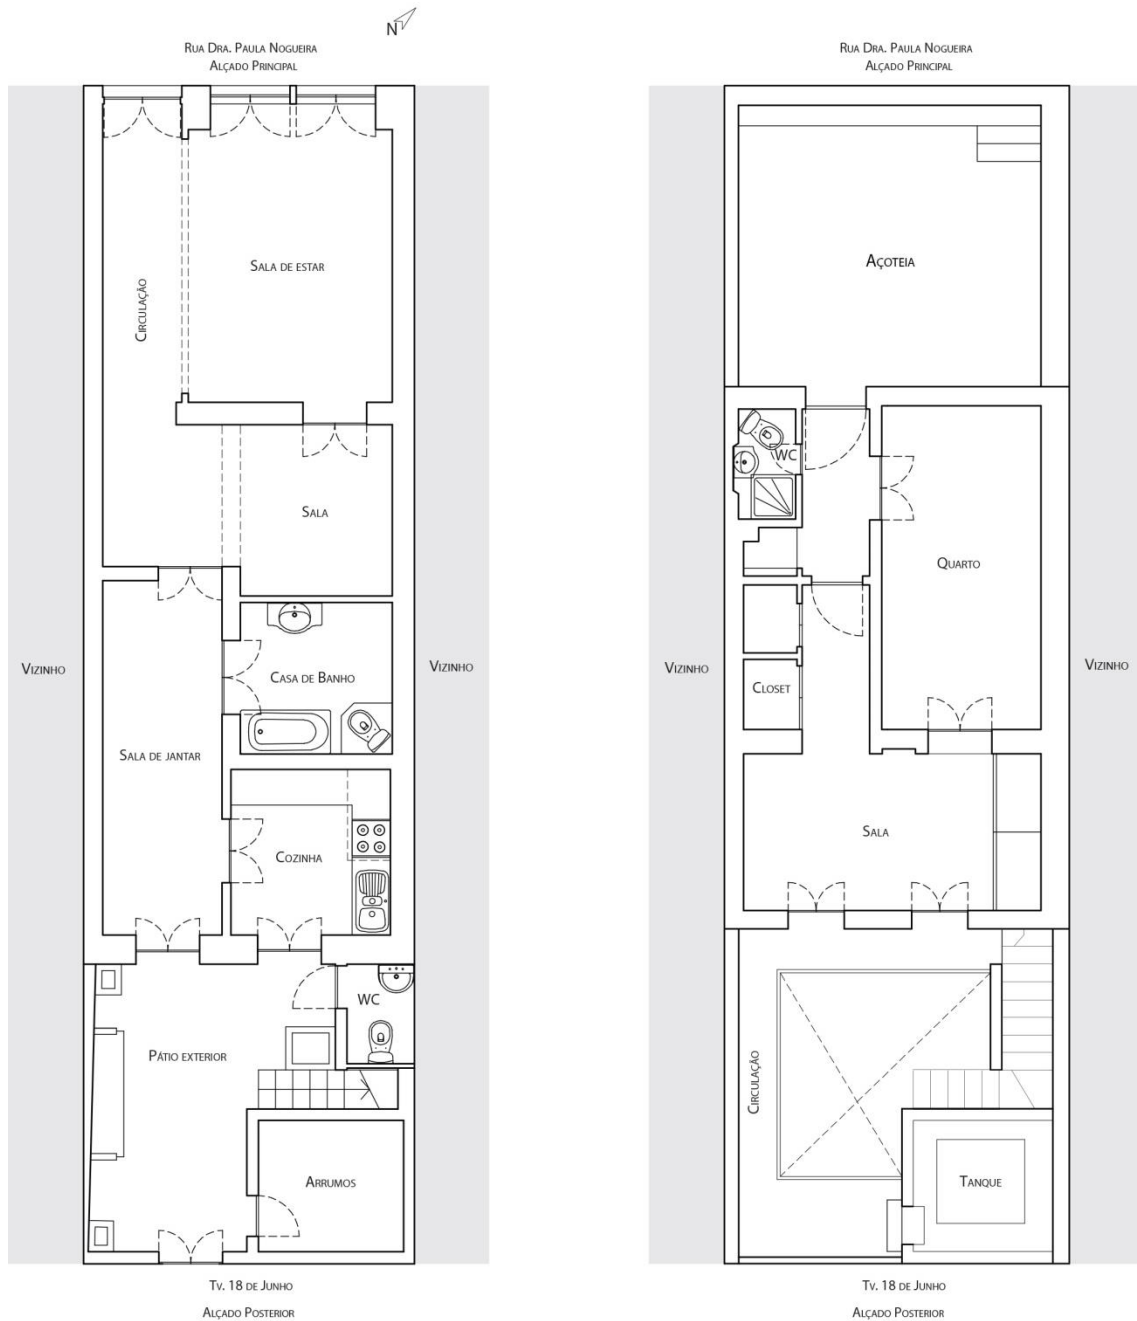 N
Rua Dra. Paula Nogueira
Alçado Principal
Circulação
Sala de estar
Sala
Vizinho
Casa de Banho
Vizinho
Sala de jantar
Cozinha
WC
Pátio exterior
Arrumos
Tv. 18 de Junho
Alçado Posterior
Rua Dra. Paula Nogueira
Alçado Principal
Açoteia
WC
Quarto
Vizinho
Closet
Vizinho
Sala
Circulação
Tanque
Tv. 18 de Junho
Alçado Posterior